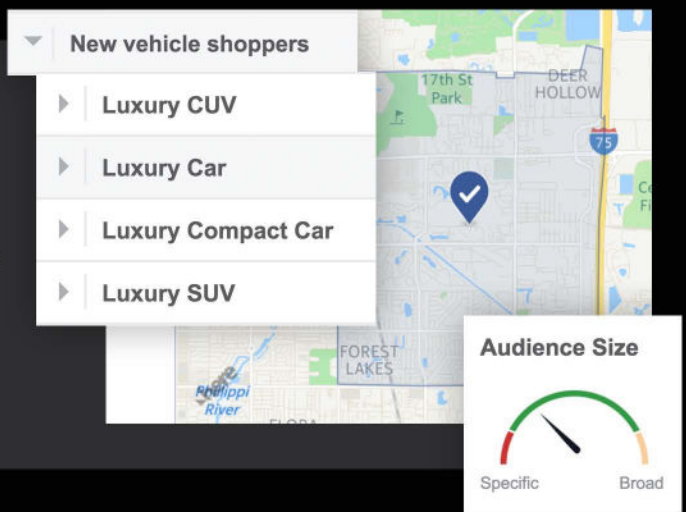 New vehicle shoppers
Luxury CUV
Luxury Car
Luxury Compact Car
Luxury SUV
17th St
Park
DEER
HOLLOW
75
FOREST
LAKES
Phillippi
River
Audience Size
Specific
Broad